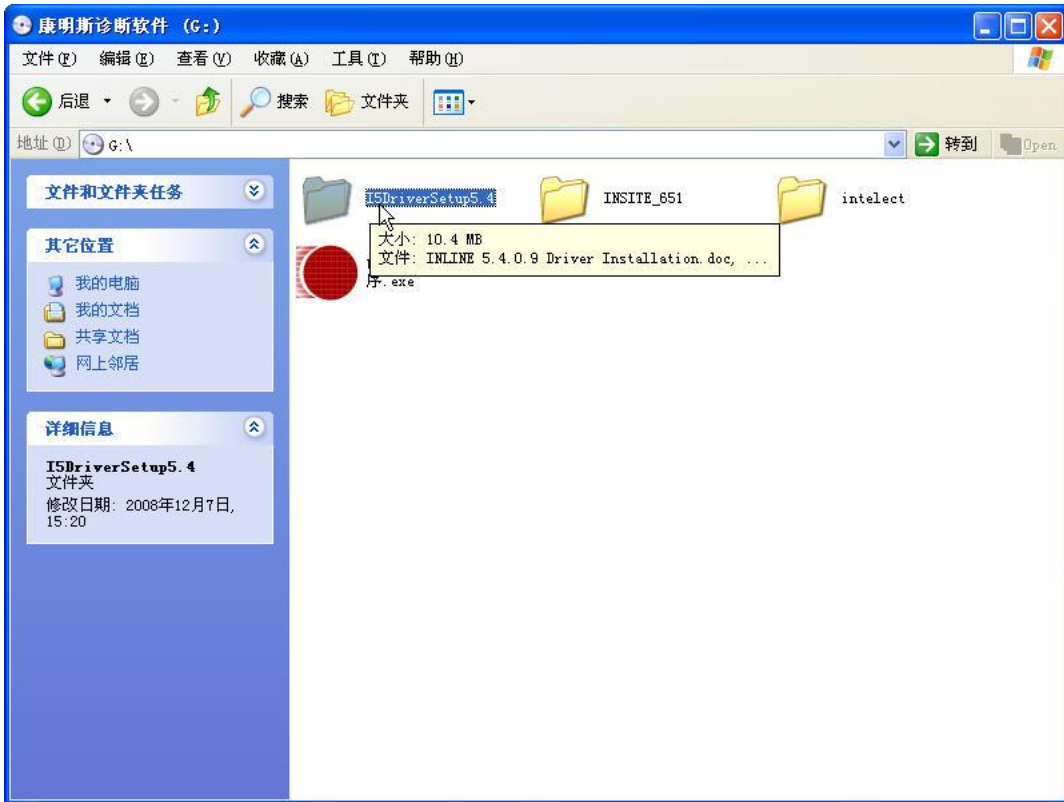 康明斯诊断软件 (G:)
文件(F) 编辑(E) 查看(V) 收藏(A) 工具(T) 帮助(H)
后退 搜索 文件夹
地址(D) G:\ 转到 Open
文件和文件夹任务
其它位置
我的电脑
我的文档
共享文档
网上邻居
详细信息
I5DriverSetup5.4
文件夹
修改日期: 2008年12月7日,
15:20
I5DriverSetup5.4 INSITE_651 intelect
大小: 10.4 MB
文件: INLINE 5.4.0.9 Driver Installation.doc, ...
序.exe